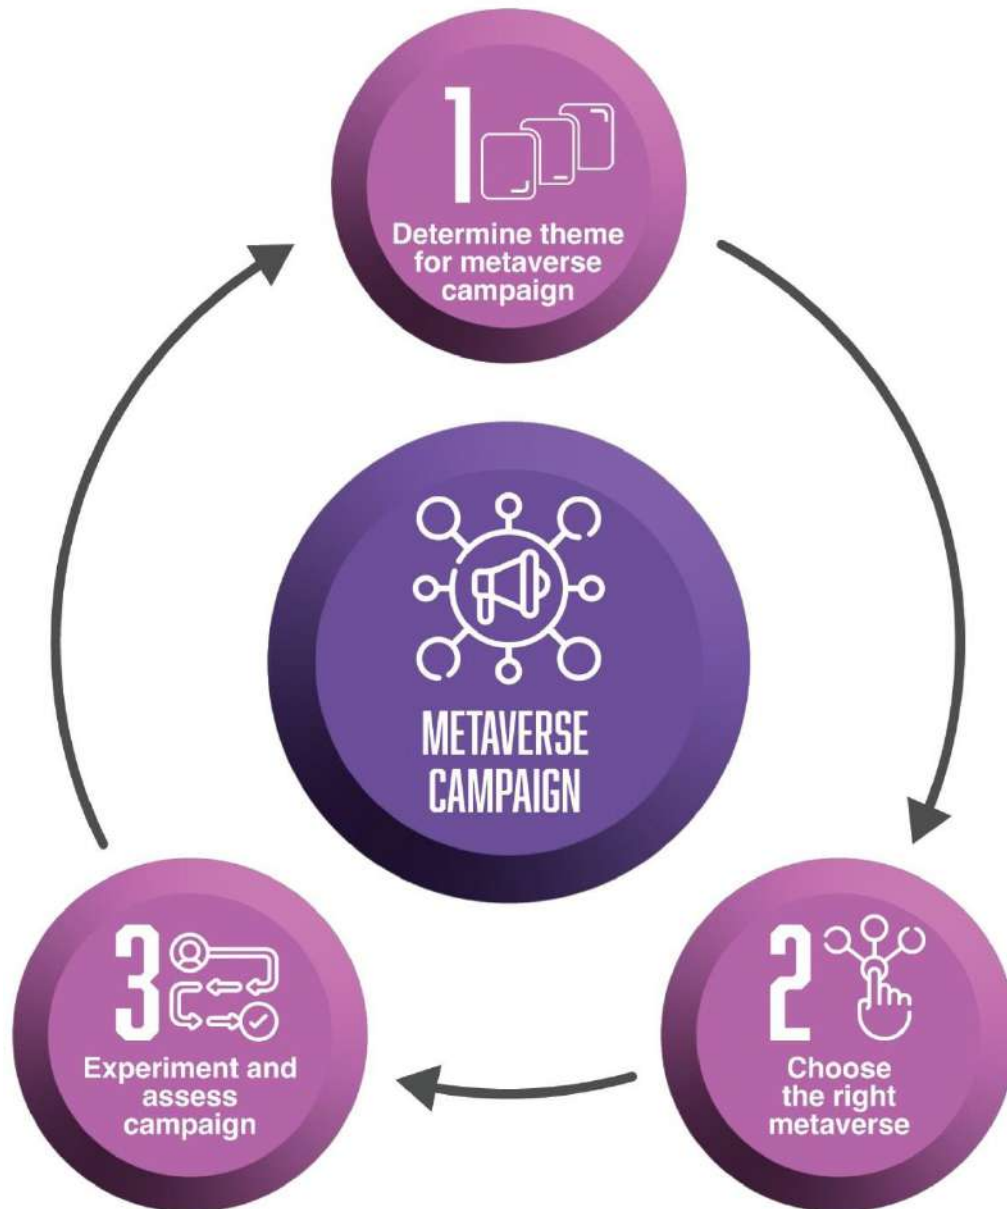 1
Determine theme
for metaverse
campaign
METAVERSE
CAMPAIGN
2
Choose
the right
metaverse
3
Experiment and
assess
campaign